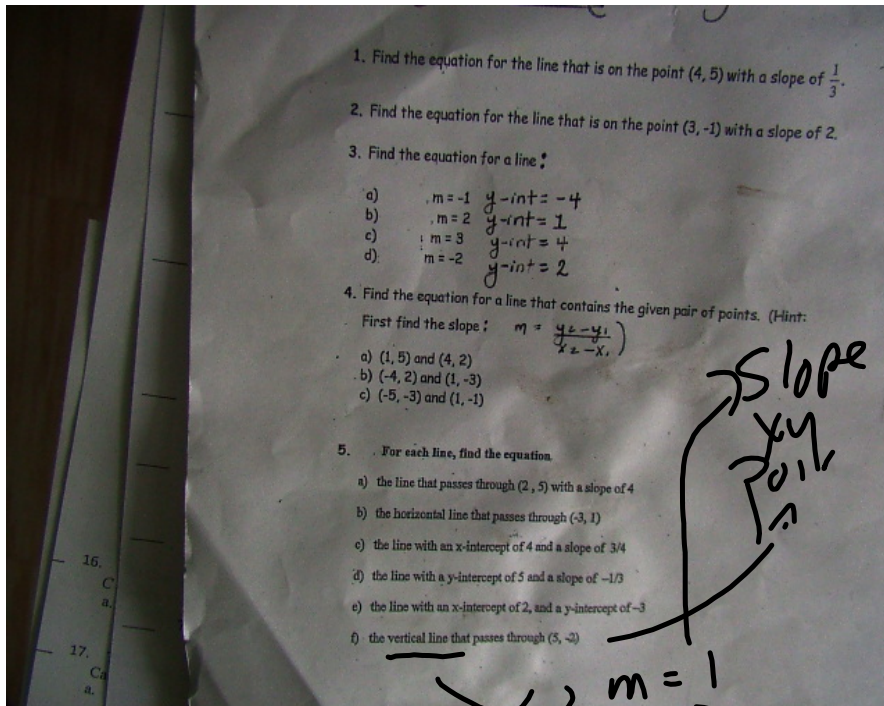 1. Find the equation for the line that is on the point (4, 5) with a slope of 1/3.
2. Find the equation for the line that is on the point (3, -1) with a slope of 2.
3. Find the equation for a line:
a) m = -1 y-int = -4
b) m = 2 y-int = 1
c) m = 3 y-int = 4
d) m = -2 y-int = 2
4. Find the equation for a line that contains the given pair of points. (Hint:
First find the slope: m = y₂-y₁/x₂-x₁)
a) (1, 5) and (4, 2)
b) (-4, 2) and (1, -3)
c) (-5, -3) and (1, -1)
Slope
xy
5. For each line, find the equation
a) the line that passes through (2, 5) with a slope of 4
b) the horizontal line that passes through (-3, 1)
c) the line with an x-intercept of 4 and a slope of 3/4
d) the line with a y-intercept of 5 and a slope of -1/3
e) the line with an x-intercept of 2, and a y-intercept of -3
f) the vertical line that passes through (5, -2)
m = 1
16.
C
a.
17.
Ca
a.